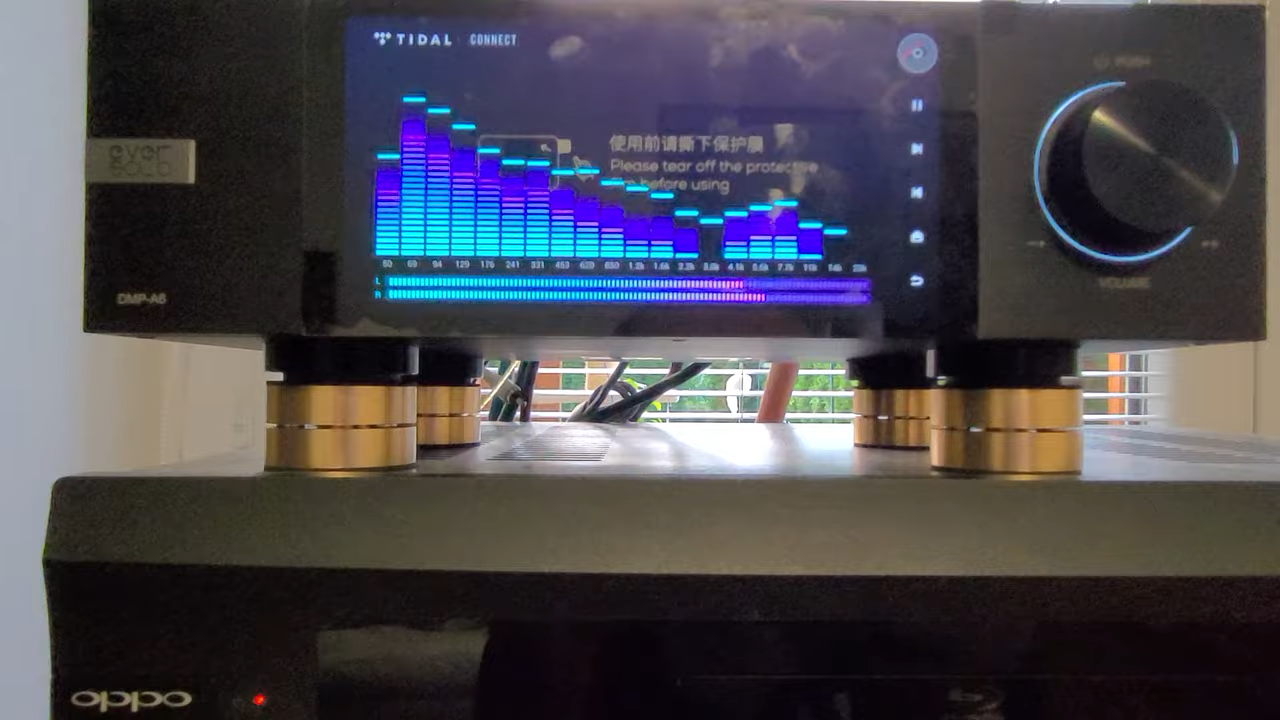 TIDAL CONNECT
使用前请撕下保护膜
Please tear off the protective
film before using
50 69 94 129 176 241 331 453 620 850 1.2k 1.6k 2.2k 3.0k 4.1k 5.6k 7.7k 11k 14k 20k
L
R
PUSH
VOLUME
EVER
SOLO
DMP-A6
oppo